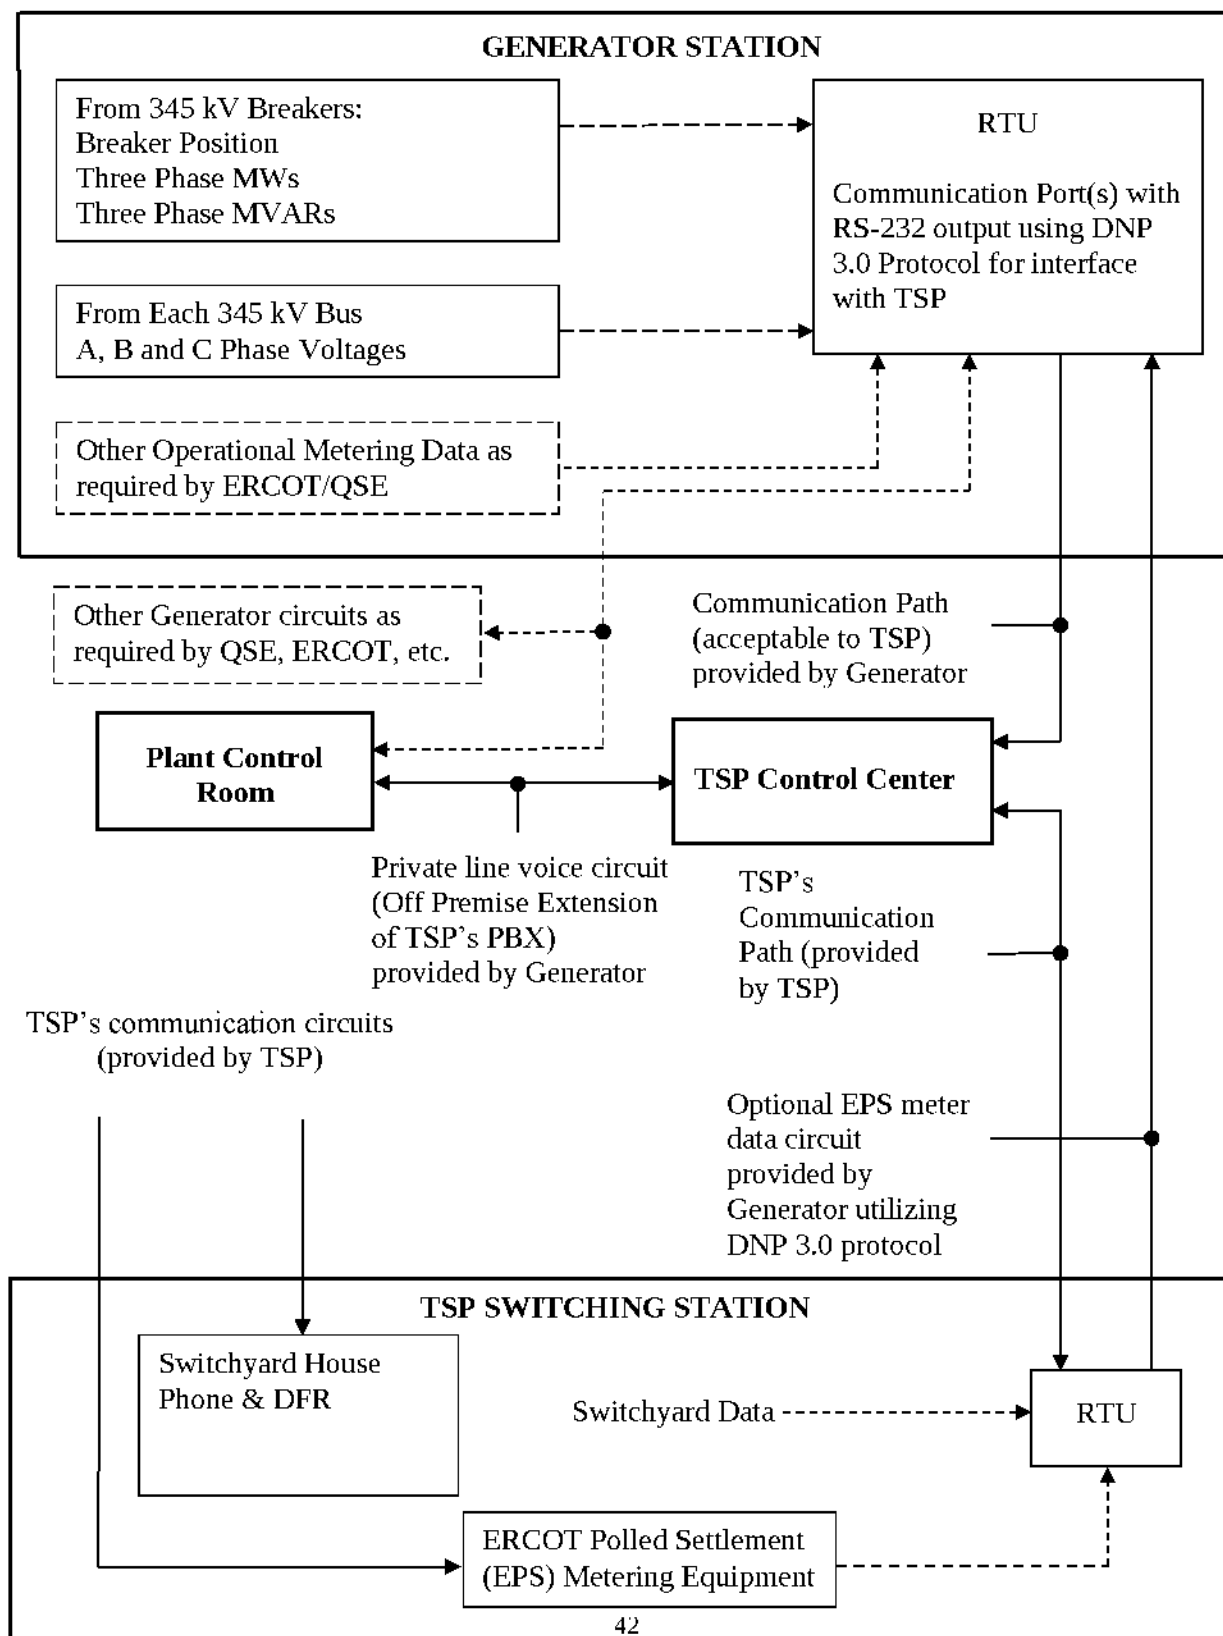 GENERATOR STATION
From 345 kV Breakers:
Breaker Position
Three Phase MWs
Three Phase MVARs
RTU
Communication Port(s) with
RS-232 output using DNP
3.0 Protocol for interface
with TSP
From Each 345 kV Bus
A, B and C Phase Voltages
Other Operational Metering Data as
required by ERCOT/QSE
Other Generator circuits as
required by QSE, ERCOT, etc.
Communication Path
(acceptable to TSP)
provided by Generator
Plant Control
Room
TSP Control Center
Private line voice circuit
(Off Premise Extension
of TSP's PBX)
provided by Generator
TSP's
Communication
Path (provided
by TSP)
TSP's communication circuits
(provided by TSP)
Optional EPS meter
data circuit
provided by
Generator utilizing
DNP 3.0 protocol
TSP SWITCHING STATION
Switchyard House
Phone & DFR
Switchyard Data
RTU
ERCOT Polled Settlement
(EPS) Metering Equipment
42